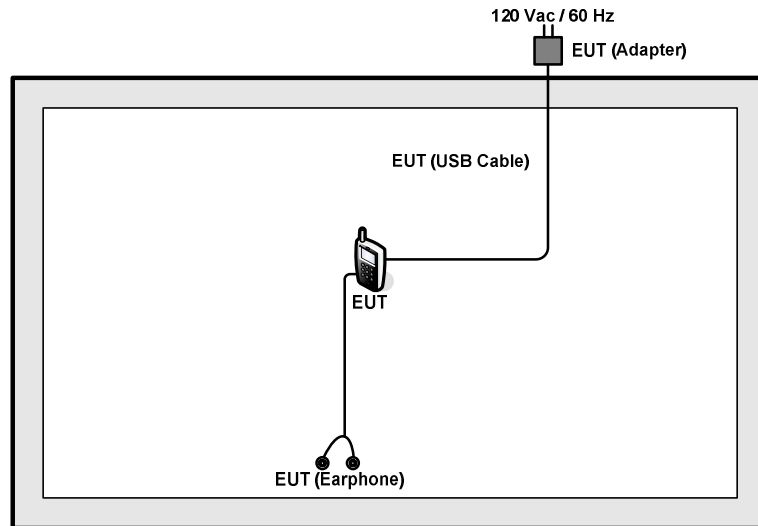 120 Vac / 60 Hz
EUT (Adapter)
EUT (USB Cable)
EUT
EUT (Earphone)